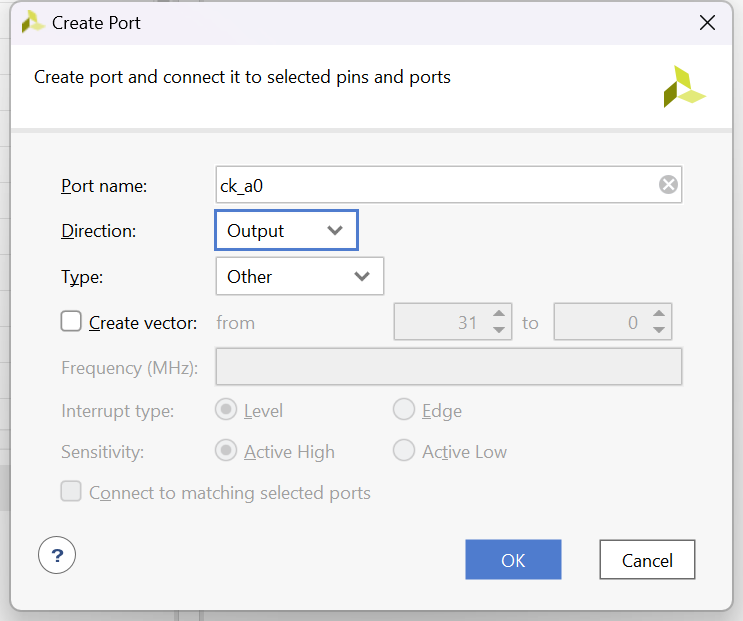 Create Port
Create port and connect it to selected pins and ports
Port name: ck_a0
Direction: Output
Type: Other
Create vector: from 31 to 0
Frequency (MHz):
Interrupt type: Level Edge
Sensitivity: Active High Active Low
Connect to matching selected ports
? OK Cancel